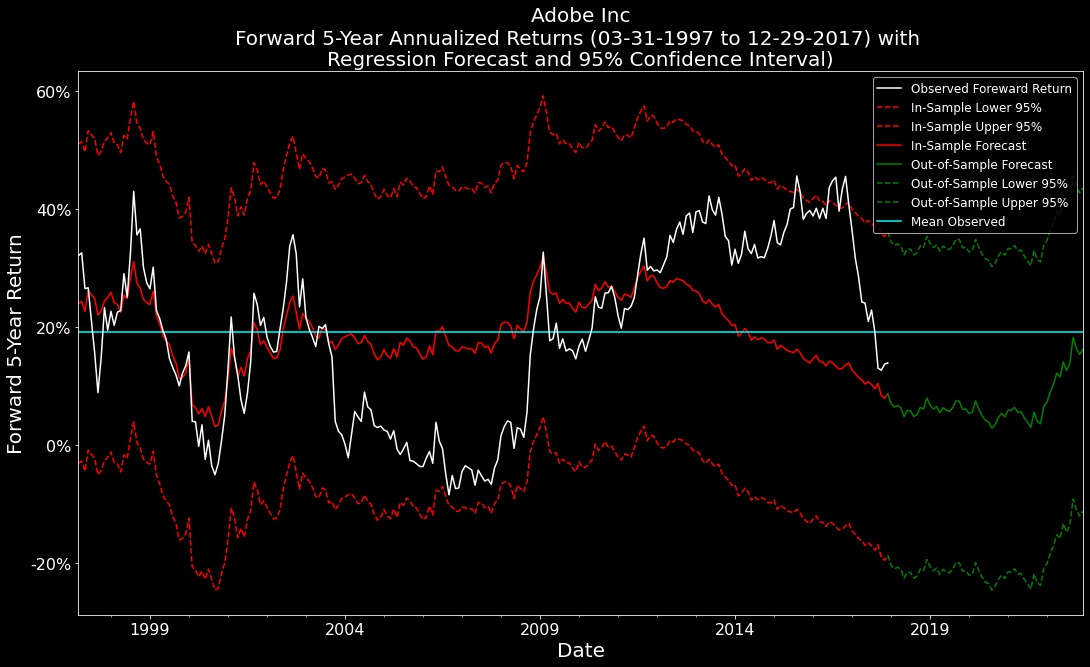 Adobe Inc
Forward 5-Year Annualized Returns (03-31-1997 to 12-29-2017) with
Regression Forecast and 95% Confidence Interval)
60%
40%
20%
0%
-20%
Forward 5-Year Return
Observed Foreward Return
In-Sample Lower 95%
In-Sample Upper 95%
In-Sample Forecast
Out-of-Sample Forecast
Out-of-Sample Lower 95%
Out-of-Sample Upper 95%
Mean Observed
1999
2004
2009
2014
2019
Date